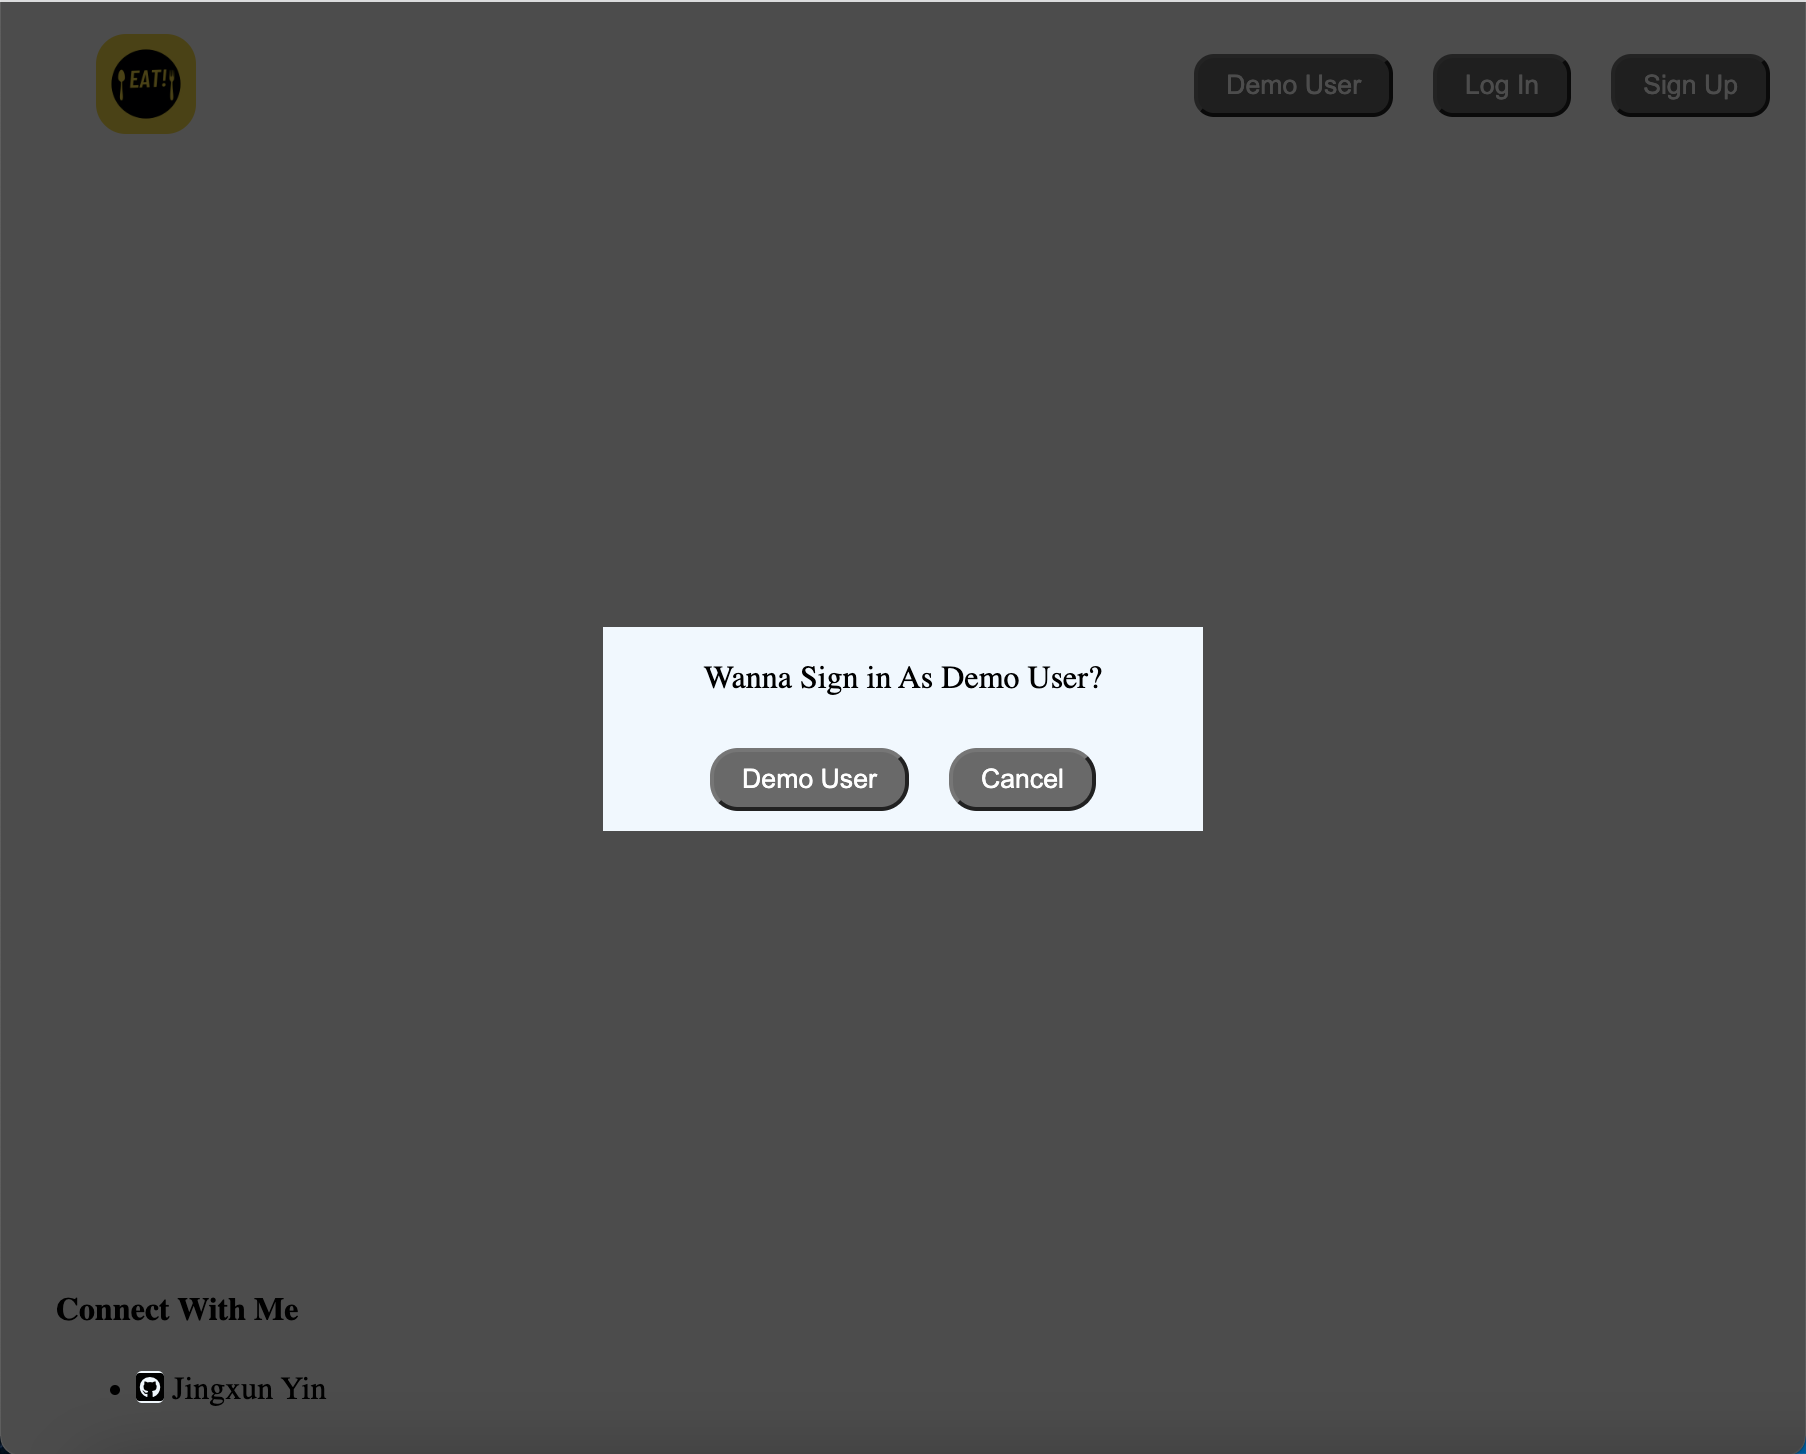 EAT!
Demo User
Log In
Sign Up
Wanna Sign in As Demo User?
Demo User
Cancel
Connect With Me
Jingxun Yin